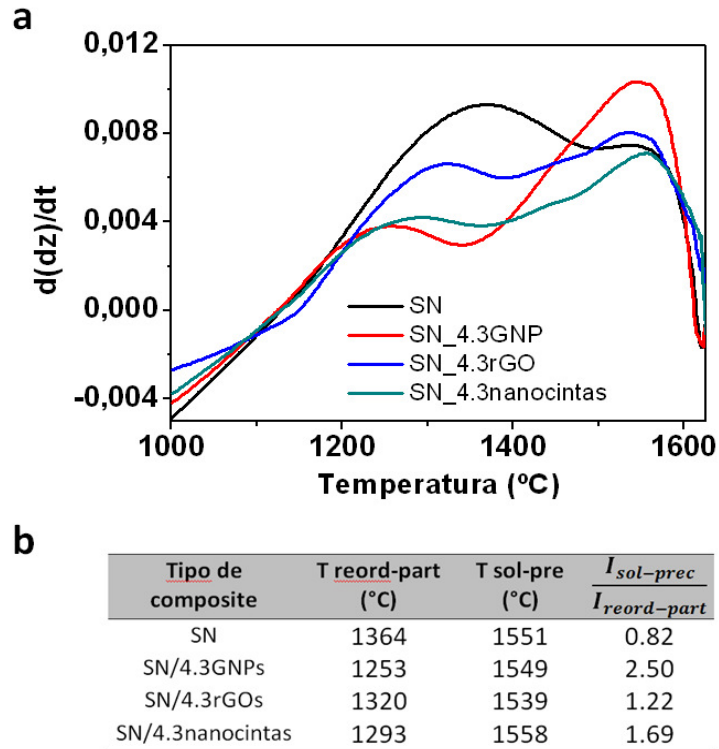 a
0,012
0,008
0,004
0,000
-0,004
d(dz)/dt
SN
SN_4.3GNP
SN_4.3rGO
SN_4.3nanocintas
1000 1200 1400 1600
Temperatura (ºC)
b
Tipo de composite T reord-part (°C) T sol-pre (°C) I sol-prec / I reord-part
SN 1364 1551 0.82
SN/4.3GNPs 1253 1549 2.50
SN/4.3rGOs 1320 1539 1.22
SN/4.3nanocintas 1293 1558 1.69